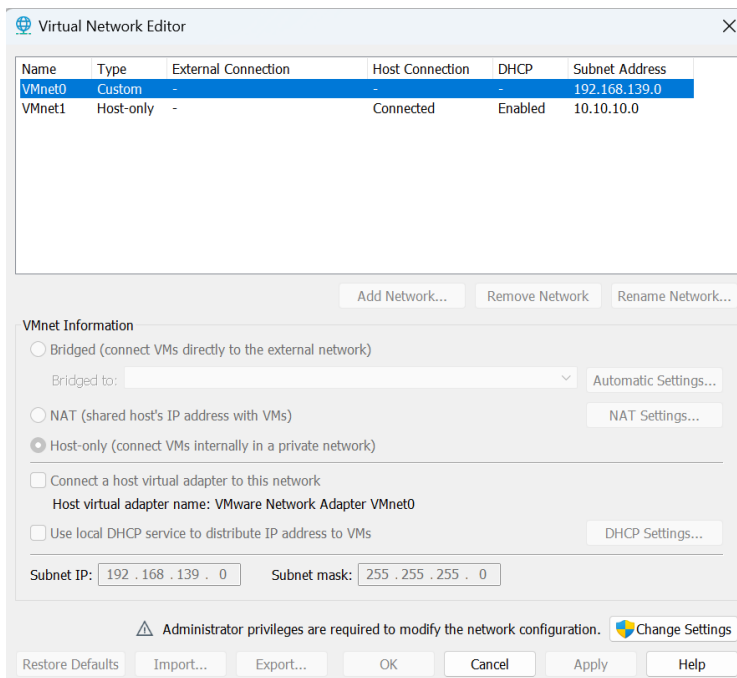 Virtual Network Editor
Name Type External Connection Host Connection DHCP Subnet Address
VMnet0 Custom - - - 192.168.139.0
VMnet1 Host-only - Connected Enabled 10.10.10.0
Add Network... Remove Network Rename Network...
VMnet Information
Bridged (connect VMs directly to the external network)
Bridged to: Automatic Settings...
NAT (shared host's IP address with VMs) NAT Settings...
Host-only (connect VMs internally in a private network)
Connect a host virtual adapter to this network
Host virtual adapter name: VMware Network Adapter VMnet0
Use local DHCP service to distribute IP address to VMs DHCP Settings...
Subnet IP: 192 . 168 . 139 . 0 Subnet mask: 255 . 255 . 255 . 0
Administrator privileges are required to modify the network configuration. Change Settings
Restore Defaults Import... Export... OK Cancel Apply Help